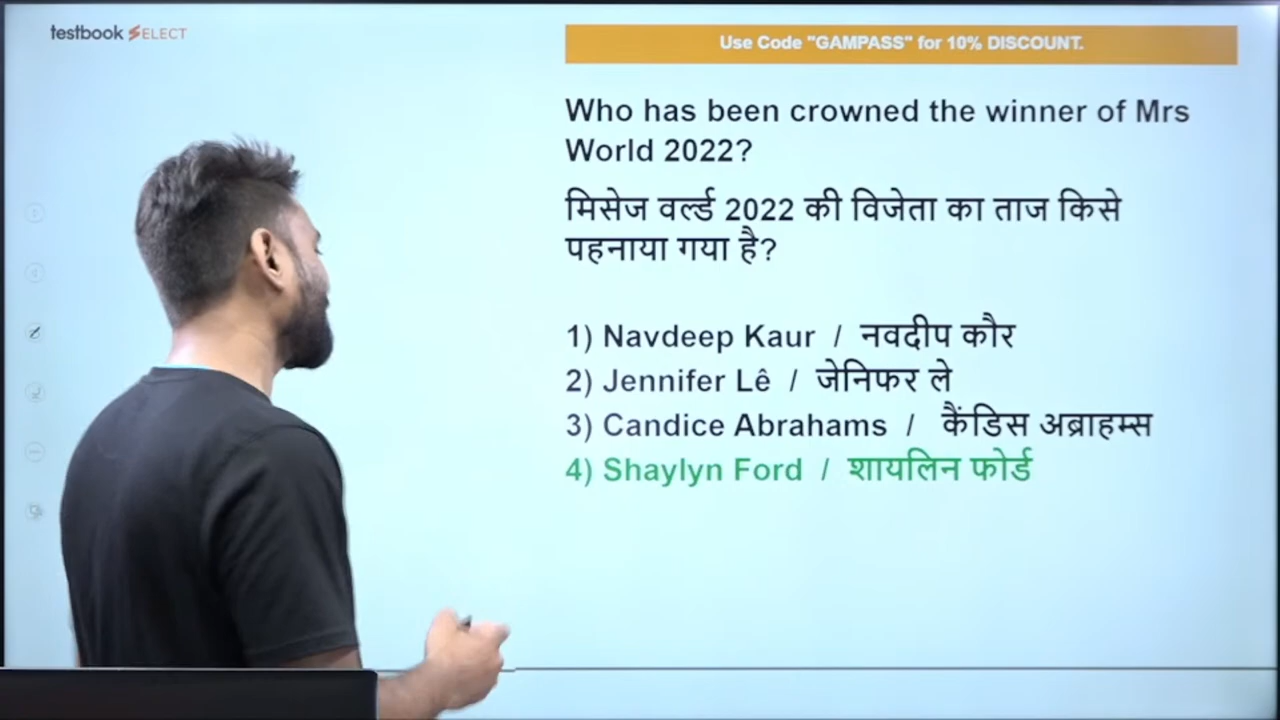 testbook SELECT
Use Code "GAMPASS" for 10% DISCOUNT.
Who has been crowned the winner of Mrs
World 2022?
मिसेज वर्ल्ड 2022 की विजेता का ताज किसे
पहनाया गया है?
1) Navdeep Kaur / नवदीप कौर
2) Jennifer Lê / जेनिफर ले
3) Candice Abrahams / कैंडिस अब्राहम्स
4) Shaylyn Ford / शायलिन फोर्ड